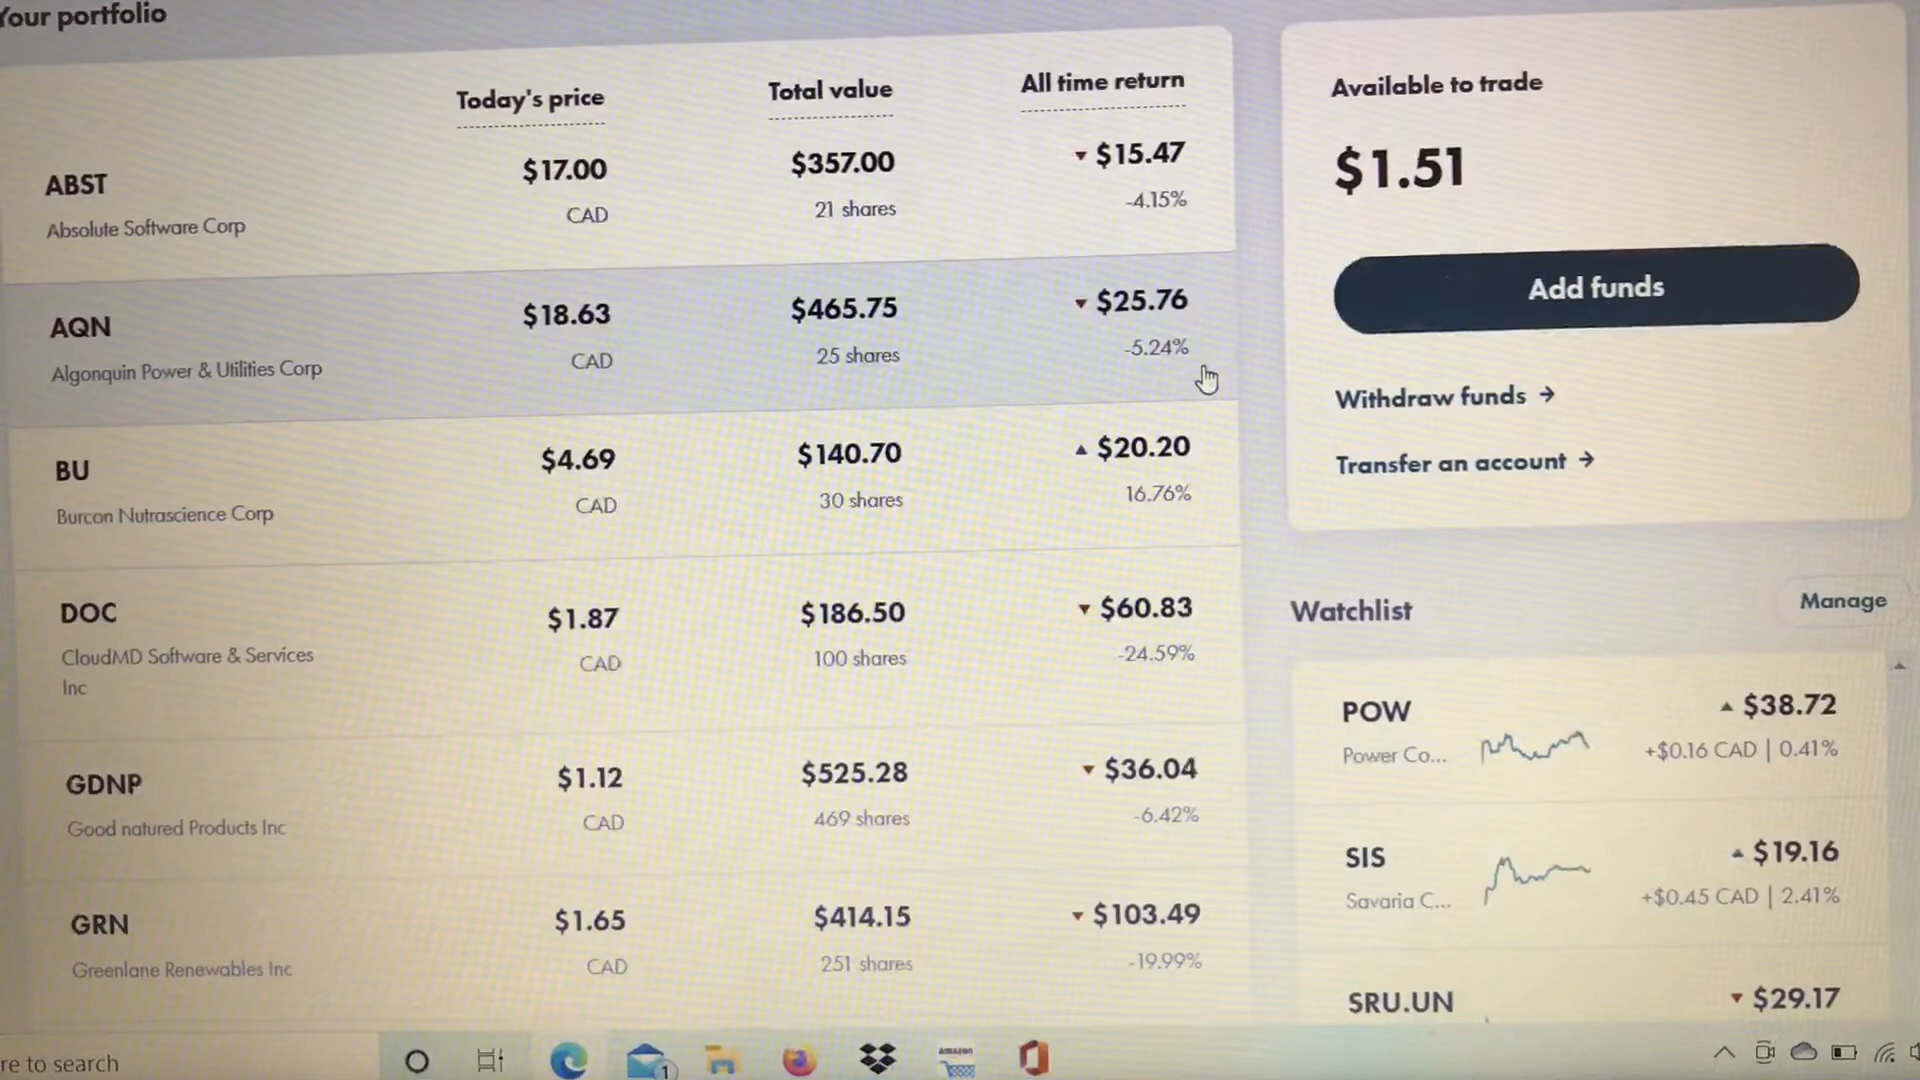 Your portfolio
Today's price
Total value
All time return
ABST
Absolute Software Corp
$17.00
CAD
$357.00
21 shares
$15.47
-4.15%
AQN
Algonquin Power & Utilities Corp
$18.63
CAD
$465.75
25 shares
$25.76
-5.24%
BU
Burcon Nutrascience Corp
$4.69
CAD
$140.70
30 shares
$20.20
16.76%
DOC
CloudMD Software & Services
Inc
$1.87
CAD
$186.50
100 shares
$60.83
-24.59%
GDNP
Good natured Products Inc
$1.12
CAD
$525.28
469 shares
$36.04
-6.42%
GRN
Greenlane Renewables Inc
$1.65
CAD
$414.15
251 shares
$103.49
-19.99%
Available to trade
$1.51
Add funds
Withdraw funds →
Transfer an account →
Watchlist
Manage
POW
Power Co...
$38.72
+$0.16 CAD | 0.41%
SIS
Savaria C...
$19.16
+$0.45 CAD | 2.41%
SRU.UN
$29.17
re to search
1
amazon